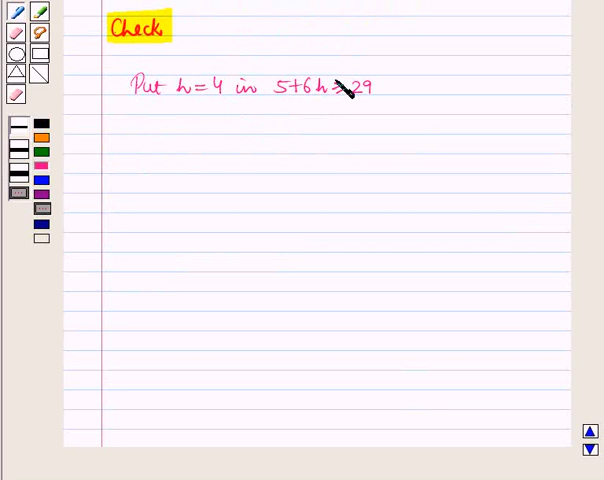 Check
Put h = 4 in 5+6h = 29